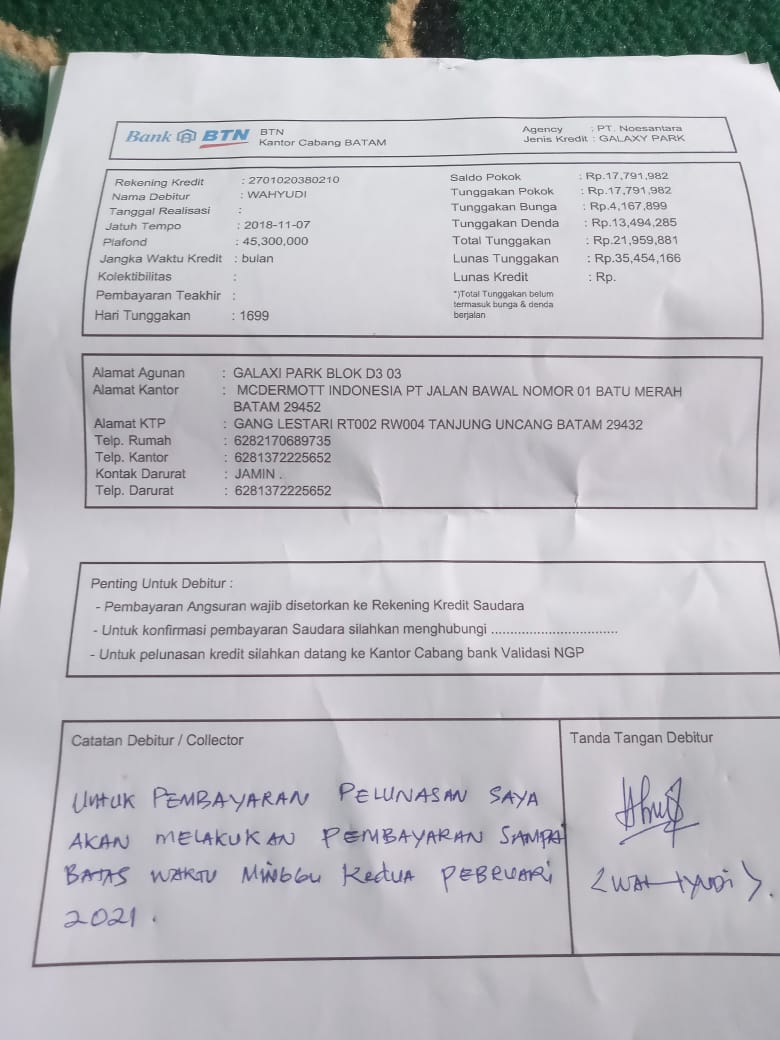 Bank BTN
BTN
Kantor Cabang BATAM
Agency : PT. Noesantara
Jenis Kredit : GALAXY PARK
Rekening Kredit : 2701020380210
Nama Debitur : WAHYUDI
Tanggal Realisasi :
Jatuh Tempo : 2018-11-07
Plafond : 45,300,000
Jangka Waktu Kredit : bulan
Kolektibilitas :
Pembayaran Teakhir :
Hari Tunggakan : 1699
Saldo Pokok : Rp.17,791,982
Tunggakan Pokok : Rp.17,791,982
Tunggakan Bunga : Rp.4,167,899
Tunggakan Denda : Rp.13,494,285
Total Tunggakan : Rp.21,959,881
Lunas Tunggakan : Rp.35,454,166
Lunas Kredit : Rp.
*)Total Tunggakan belum
termasuk bunga & denda
berjalan
Alamat Agunan : GALAXI PARK BLOK D3 03
Alamat Kantor : MCDERMOTT INDONESIA PT JALAN BAWAL NOMOR 01 BATU MERAH
BATAM 29452
Alamat KTP : GANG LESTARI RT002 RW004 TANJUNG UNCANG BATAM 29432
Telp. Rumah : 6282170689735
Telp. Kantor : 6281372225652
Kontak Darurat : JAMIN .
Telp. Darurat : 6281372225652
Penting Untuk Debitur :
- Pembayaran Angsuran wajib disetorkan ke Rekening Kredit Saudara
- Untuk konfirmasi pembayaran Saudara silahkan menghubungi ...................................
- Untuk pelunasan kredit silahkan datang ke Kantor Cabang bank Validasi NGP
Catatan Debitur / Collector
UNTUK PEMBAYARAN PELUNASAN SAYA
AKAN MELAKUKAN PEMBAYARAN SAMPAI
BATAS WAKTU MINGGU KEDUA PEBRUARI
2021.
Tanda Tangan Debitur
<WAHYUDI>.